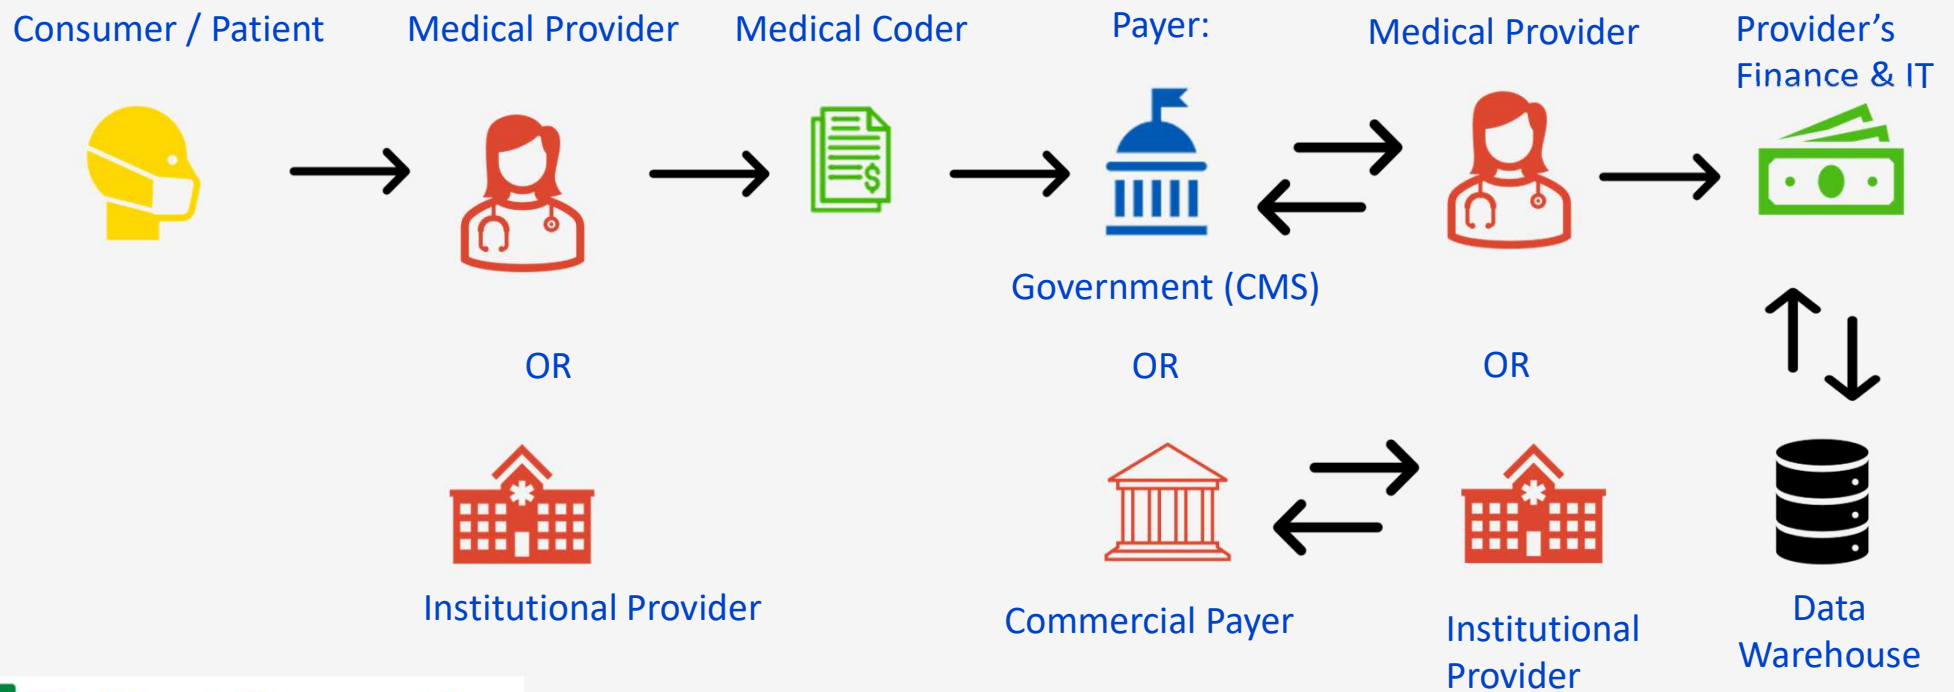 Consumer / Patient
Medical Provider
Medical Coder
Payer:
Medical Provider
Provider's
Finance & IT
$
Government (CMS)
OR
OR
OR
Institutional Provider
Commercial Payer
Institutional
Provider
Data
Warehouse